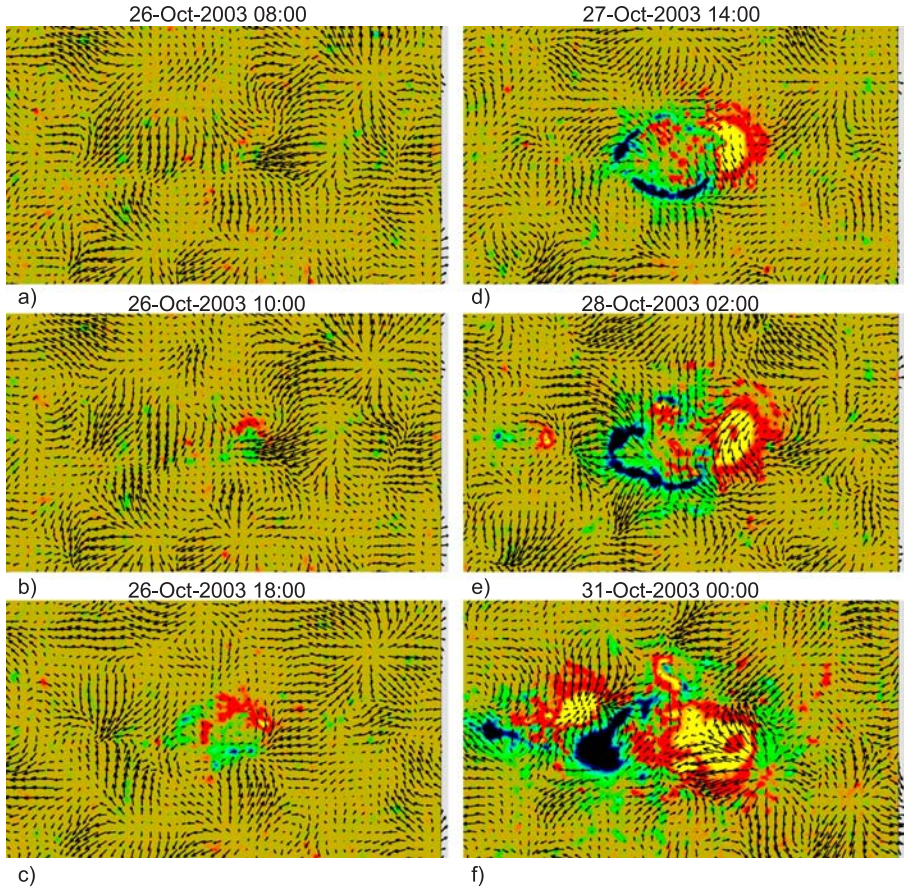 26-Oct-2003 08:00
27-Oct-2003 14:00
a)
d)
26-Oct-2003 10:00
28-Oct-2003 02:00
b)
e)
26-Oct-2003 18:00
31-Oct-2003 00:00
c)
f)